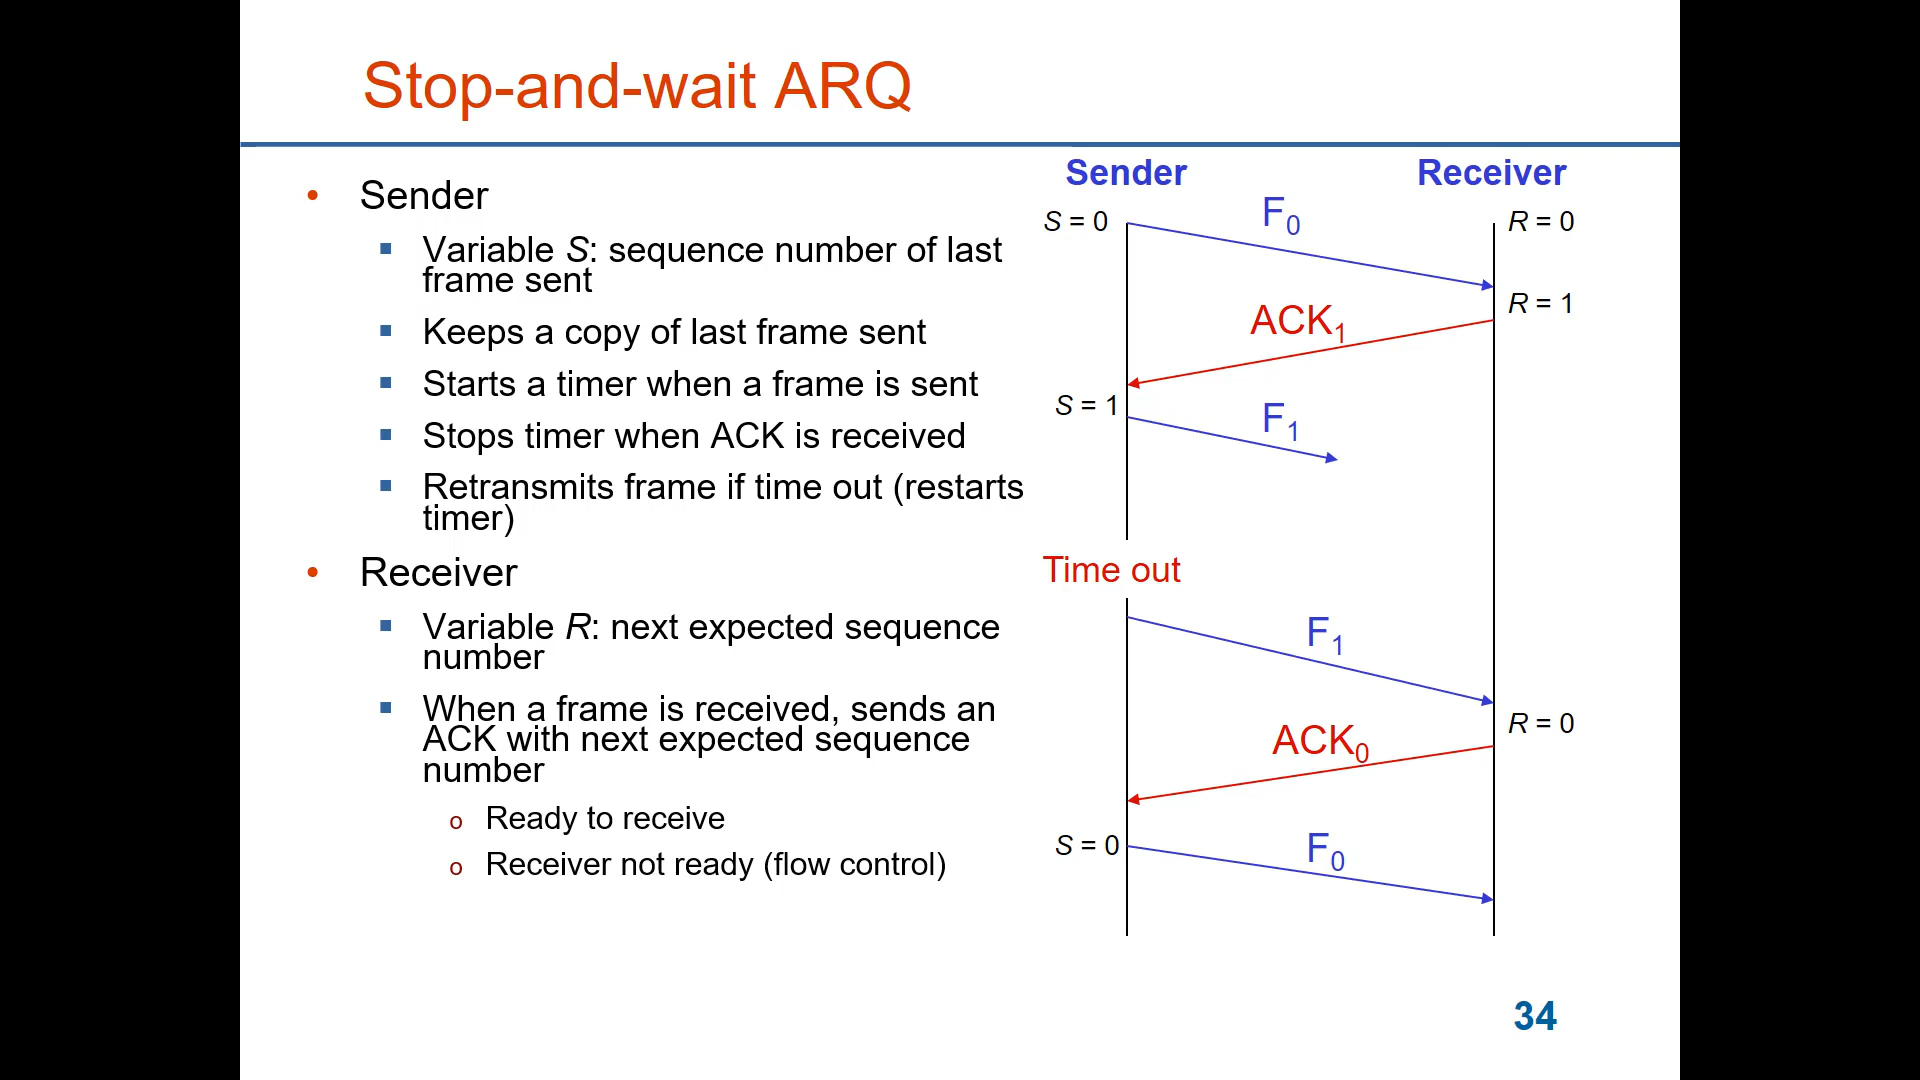 Stop-and-wait ARQ
• Sender
▪ Variable S: sequence number of last
frame sent
▪ Keeps a copy of last frame sent
▪ Starts a timer when a frame is sent
▪ Stops timer when ACK is received
▪ Retransmits frame if time out (restarts
timer)
• Receiver
▪ Variable R: next expected sequence
number
▪ When a frame is received, sends an
ACK with next expected sequence
number
o Ready to receive
o Receiver not ready (flow control)
Sender Receiver
S = 0 F0 R = 0
R = 1
ACK1
S = 1 F1
Time out
F1
R = 0
ACK0
S = 0 F0
34